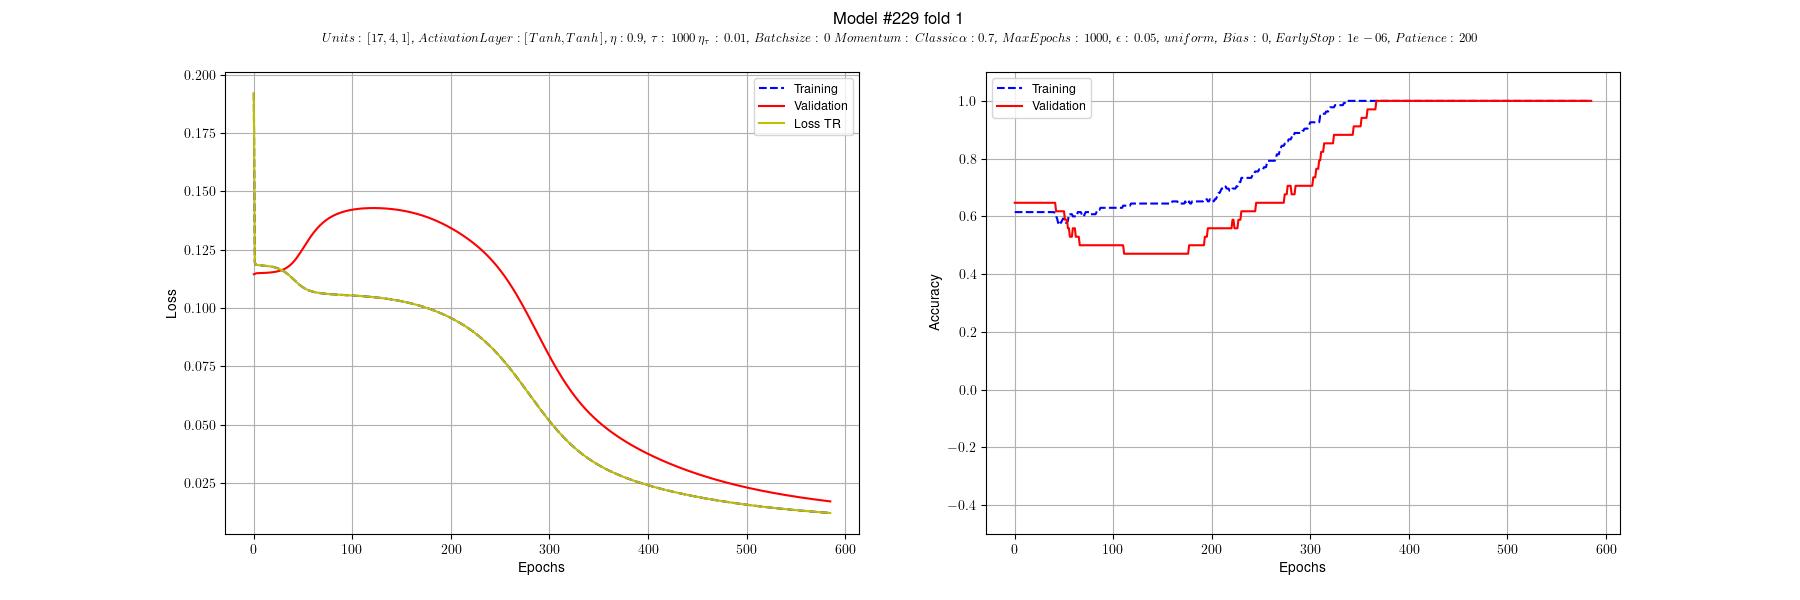 Model #229 fold 1
Units : [17, 4, 1], ActivationLayer : [Tanh, Tanh], η : 0.9, τ : 1000 η_τ : 0.01, Batchsize : 0 Momentum : Classic α : 0.7, MaxEpochs : 1000, ϵ : 0.05, uniform, Bias : 0, EarlyStop : 1e − 06, Patience : 200
0.200
0.175
0.150
0.125
0.100
0.075
0.050
0.025
Loss
Training
Validation
Loss TR
0 100 200 300 400 500 600
Epochs
1.0
0.8
0.6
0.4
0.2
0.0
−0.2
−0.4
Accuracy
Training
Validation
0 100 200 300 400 500 600
Epochs